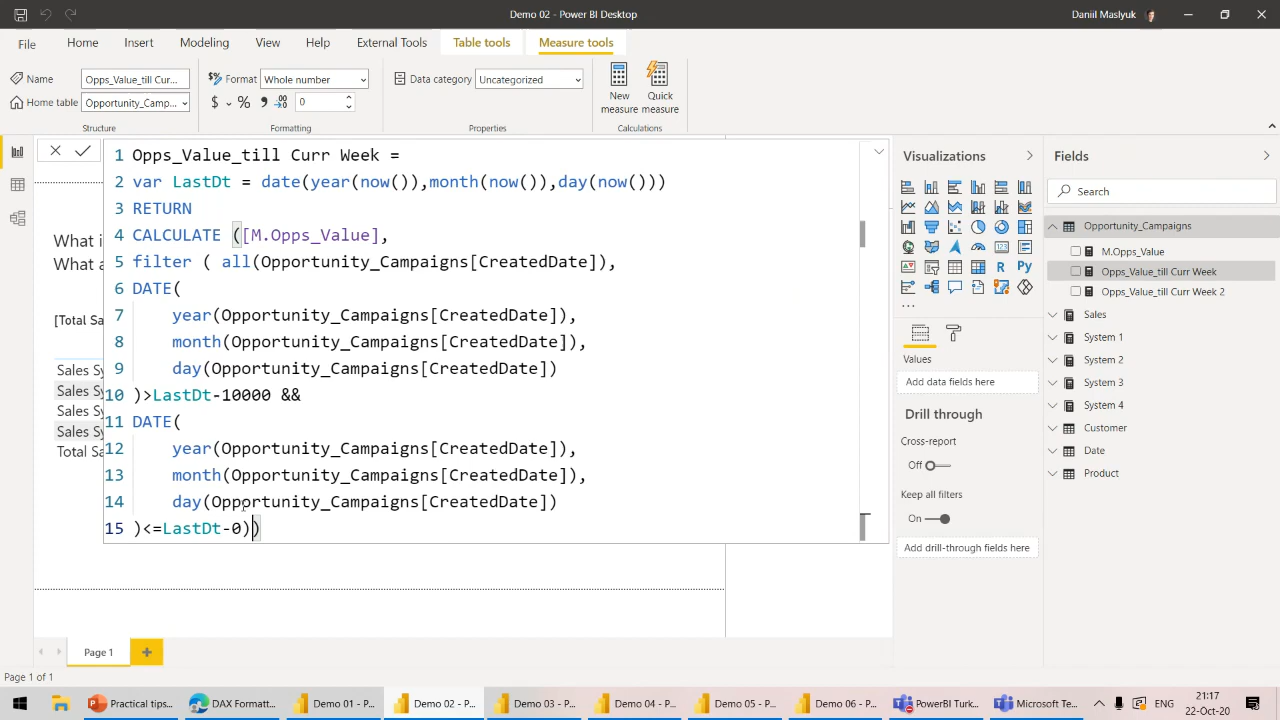 Demo 02 - Power BI Desktop
Daniil Maslyuk
File Home Insert Modeling View Help External Tools Table tools Measure tools
Name Opps_Value_till Cur...
Home table Opportunity_Camp...
Structure
Format Whole number
$ % 0
Formatting
Data category Uncategorized
Properties
New measure
Quick measure
Calculations
1 Opps_Value_till Curr Week =
2 var LastDt = date(year(now()),month(now()),day(now()))
3 RETURN
4 CALCULATE ([M.Opps_Value],
5 filter ( all(Opportunity_Campaigns[CreatedDate]),
6 DATE(
7 year(Opportunity_Campaigns[CreatedDate]),
8 month(Opportunity_Campaigns[CreatedDate]),
9 day(Opportunity_Campaigns[CreatedDate])
10 )>LastDt-10000 &&
11 DATE(
12 year(Opportunity_Campaigns[CreatedDate]),
13 month(Opportunity_Campaigns[CreatedDate]),
14 day(Opportunity_Campaigns[CreatedDate])
15 )<=LastDt-0))
What i
What a
[Total Sa
Sales Sy
Sales Sy
Sales Sy
Sales Sy
Total Sa
Visualizations
R
Py
...
Values
Add data fields here
Drill through
Cross-report
Off
Keep all filters
On
Add drill-through fields here
Fields
Search
Opportunity_Campaigns
M.Opps_Value
Opps_Value_till Curr Week
Opps_Value_till Curr Week 2
Sales
System 1
System 2
System 3
System 4
Customer
Date
Product
Page 1
Page 1 of 1
Practical tips...
DAX Formatt...
Demo 01 - P...
Demo 02 - P...
Demo 03 - P...
Demo 04 - P...
Demo 05 - P...
Demo 06 - P...
PowerBI Turk...
Microsoft Te...
ENG
21:17
22-Oct-20